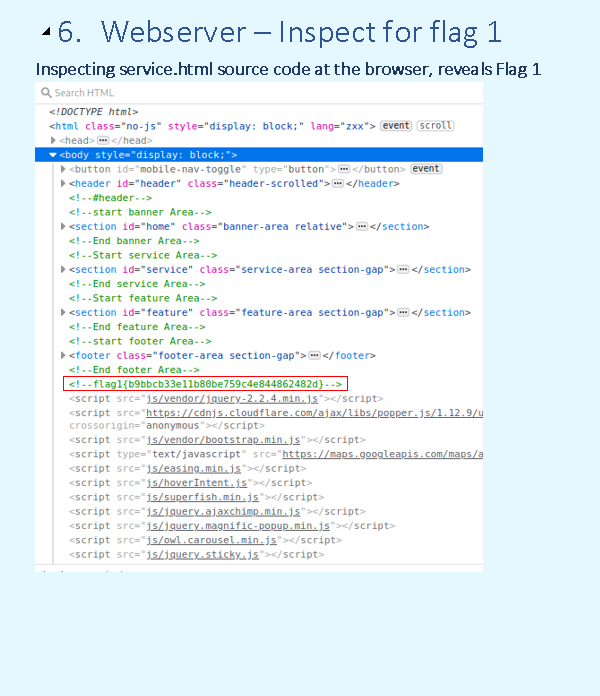 6. Webserver – Inspect for flag 1
Inspecting service.html source code at the browser, reveals Flag 1
Search HTML
<!DOCTYPE html>
<html class="no-js" style="display: block;" lang="zxx"> event scroll
<head> ••• </head>
<body style="display: block;">
<button id="mobile-nav-toggle" type="button"> ••• </button> event
<header id="header" class="header-scrolled"> ••• </header>
<!--#header-->
<!--start banner Area-->
<section id="home" class="banner-area relative"> ••• </section>
<!--End banner Area-->
<!--Start service Area-->
<section id="service" class="service-area section-gap"> ••• </section>
<!--End service Area-->
<!--Start feature Area-->
<section id="feature" class="feature-area section-gap"> ••• </section>
<!--End feature Area-->
<!--start footer Area-->
<footer class="footer-area section-gap"> ••• </footer>
<!--End footer Area-->
<!--flag1{b9bbcb33e11b80be759c4e844862482d}-->
<script src="js/vendor/jquery-2.2.4.min.js"></script>
<script src="https://cdnjs.cloudflare.com/ajax/libs/popper.js/1.12.9/u
crossorigin="anonymous"></script>
<script src="js/vendor/bootstrap.min.js"></script>
<script type="text/javascript" src="https://maps.googleapis.com/maps/a
<script src="js/easing.min.js"></script>
<script src="js/hoverIntent.js"></script>
<script src="js/superfish.min.js"></script>
<script src="js/jquery.ajaxchimp.min.js"></script>
<script src="js/jquery.magnific-popup.min.js"></script>
<script src="js/owl.carousel.min.js"></script>
<script src="js/jquery.sticky.js"></script>